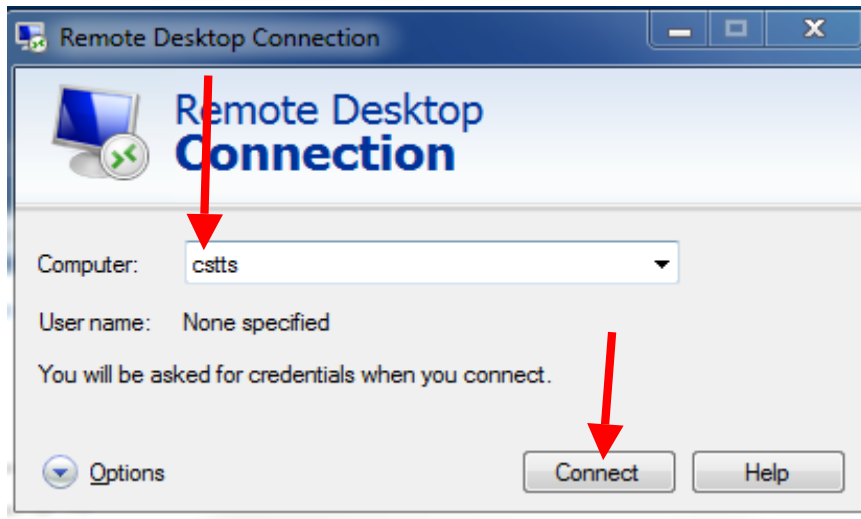 Remote Desktop Connection
Remote Desktop
Connection
Computer: cstts
User name: None specified
You will be asked for credentials when you connect.
Options Connect Help